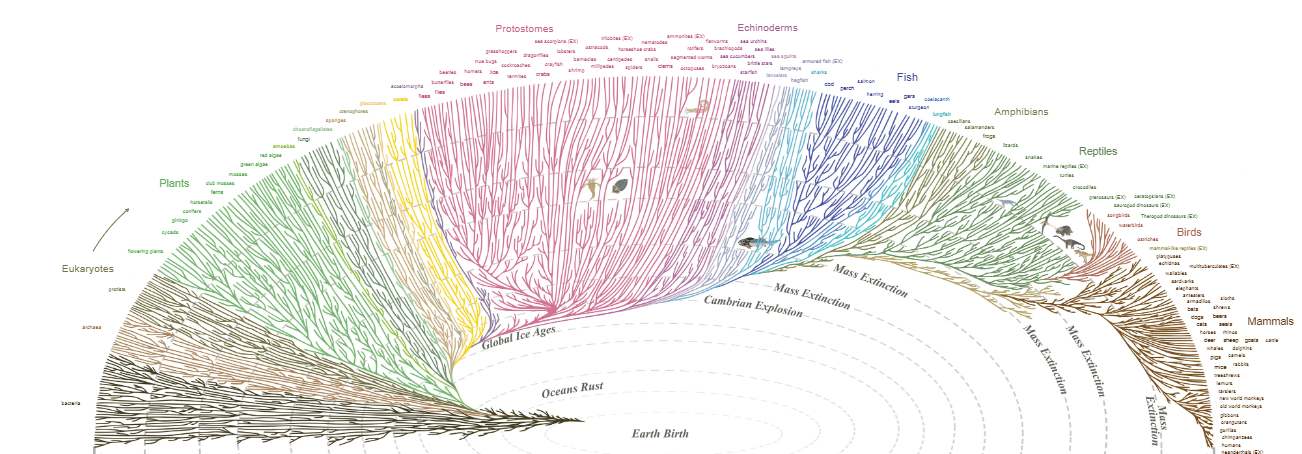 Protostomes
Echinoderms
sea scorpions (EX)
trilobites (EX)
ammonites (EX)
nematodes
flatworms
sea urchins
ostracods
horseshoe crabs
rotifers
brachiopods
sea lilies
grasshoppers
dragonflies
lobsters
true bugs
barnacles
centipedes
snails
segmented worms
sea cucumbers
sea squirts
cockroaches
crayfish
millipedes
spiders
clams
octopuses
bryozoans
brittle stars
armored fish (EX)
beetles
homers
lice
termites
crabs
shrimp
starfish
lampreys
lancelets
hagfish
sharks
butterflies
bees
ants
cod
perch
salmon
Fish
acoelomorpha
fleas
flies
herring
eels
gars
sturgeon
coelacanth
lungfish
placozoans
corals
ctenophores
sponges
choanoflagellates
fungi
amoebas
red algae
green algae
mosses
Plants
club mosses
ferns
horsetails
conifers
ginkgo
cycads
flowering plants
Eukaryotes
protists
archaea
bacteria
Amphibians
caecilians
salamanders
frogs
Reptiles
lizards
snakes
marine reptiles (EX)
turtles
crocodiles
pterosaurs (EX)
ceratopsians (EX)
sauropod dinosaurs (EX)
Theropod dinosaurs (EX)
songbirds
waterbirds
Birds
ostriches
mammal-like reptiles (EX)
platypuses
echidnas
multituberculates (EX)
wallabies
aardvarks
elephants
anteaters
armadillos
sloths
bats
shrews
dogs
bears
cats
seals
Mammals
horses
rhinos
deer
sheep
goats
cattle
whales
dolphins
pigs
camels
mice
rabbits
treeshrews
lemurs
tarsiers
new world monkeys
old world monkeys
gibbons
orangutans
gorillas
chimpanzees
humans
neanderthals (EX)
Mass Extinction
Mass Extinction
Cambrian Explosion
Global Ice Ages
Oceans Rust
Earth Birth
Mass Extinction
Mass Extinction
Mass
Extinction